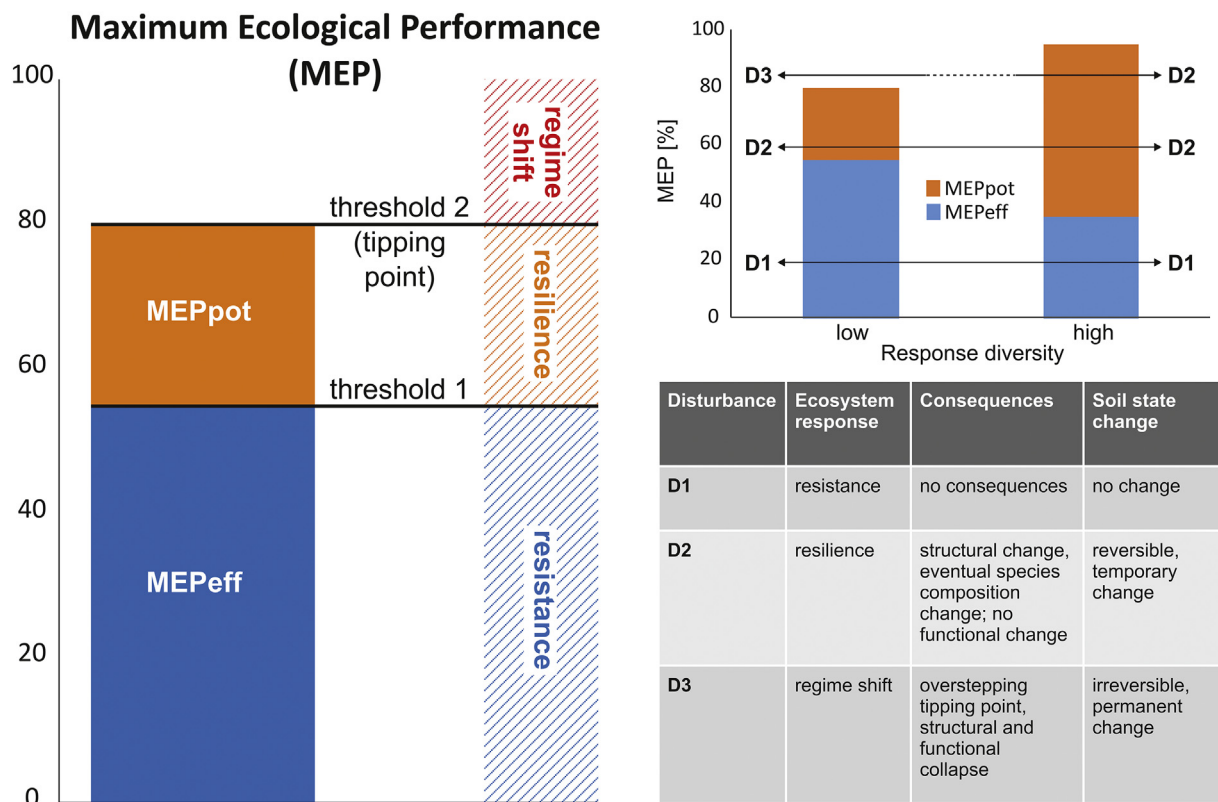 Maximum Ecological Performance
(MEP)
100
80
60
40
20
0
MEPpot
MEPeff
threshold 2
(tipping
point)
threshold 1
regime
shift
resilience
resistance
MEP [%]
100
80
60
40
20
0
D3
D2
D2
D2
D1
D1
MEPpot
MEPeff
low
high
Response diversity
Disturbance
Ecosystem
response
Consequences
Soil state
change
D1
resistance
no consequences
no change
D2
resilience
structural change,
eventual species
composition
change; no
functional change
reversible,
temporary
change
D3
regime shift
overstepping
tipping point,
structural and
functional
collapse
irreversible,
permanent
change